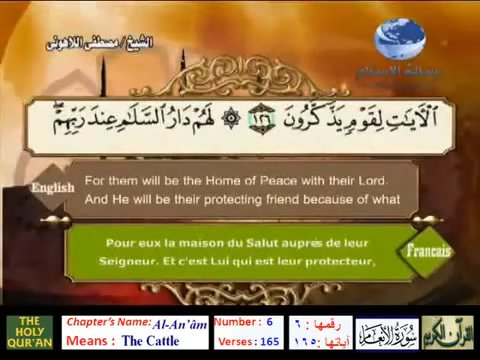 الشيخ / مصطفى اللاهونى
رسالة الإسلام
الْآيَاتِ لِقَوْمٍ يَذَّكَّرُونَ ١٢٦ لَهُمْ دَارُ السَّلَامِ عِندَ رَبِّهِمْ
English
For them will be the Home of Peace with their Lord.
And He will be their protecting friend because of what
Pour eux la maison du Salut auprès de leur
Seigneur. Et c'est Lui qui est leur protecteur,
Francais
THE HOLY QUR'AN
Chapter's Name: Al-An'âm
Means : The Cattle
Number : 6
Verses : 165
رقمها : ٦
آياتها : ١٦٥
سورة الأنعام
القرآن الكريم